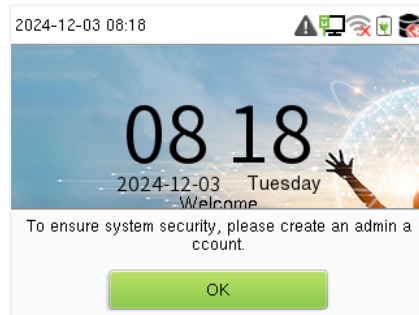 2024-12-03 08:18
08 18
2024-12-03 Tuesday
Welcome
To ensure system security, please create an admin a
ccount.
OK